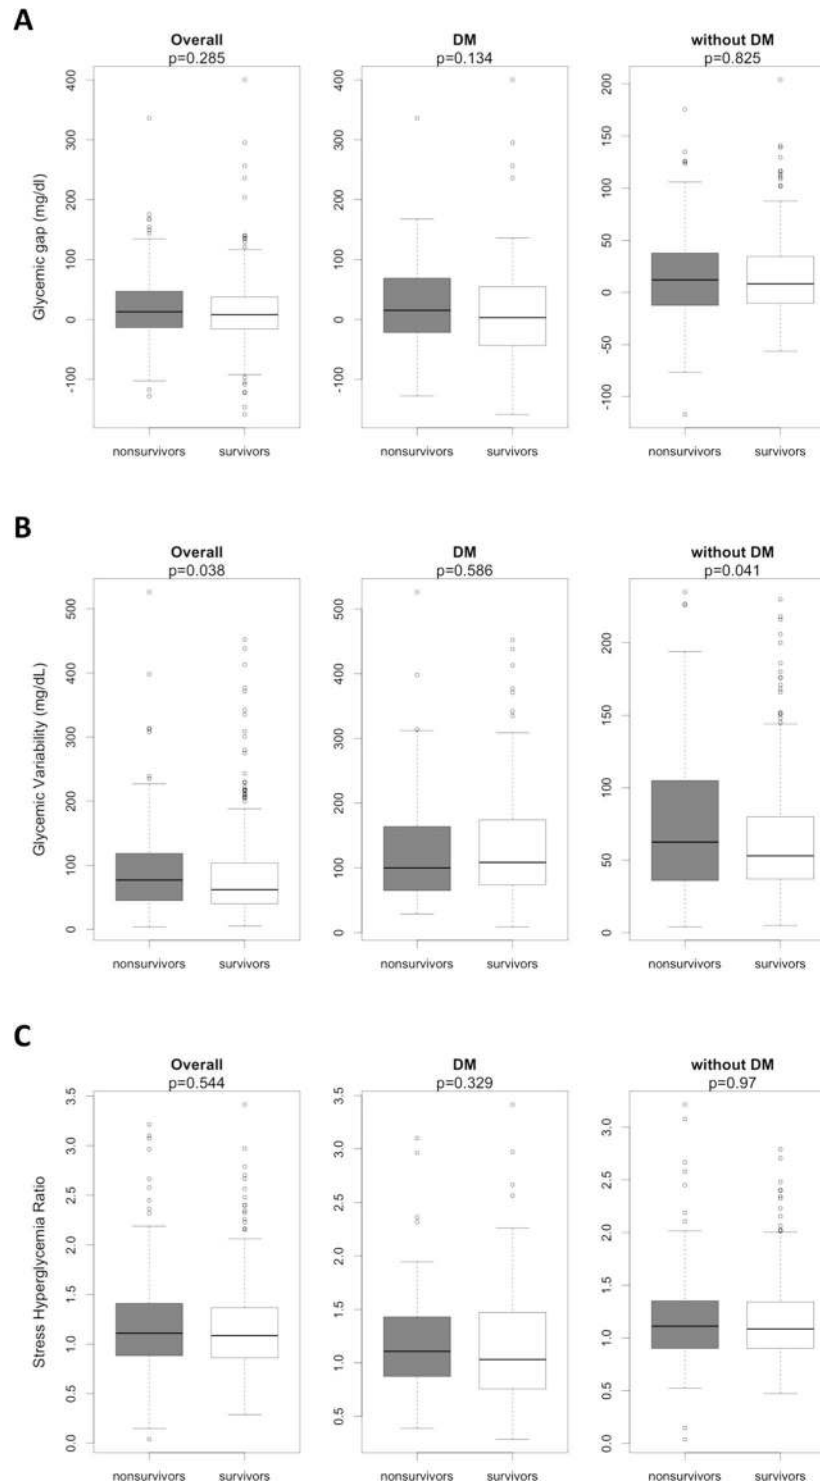 A
Overall
p=0.285
DM
p=0.134
without DM
p=0.825
Glycemic gap (mg/dl)
400
300
200
100
0
-100
nonsurvivors
survivors
400
300
200
100
0
-100
nonsurvivors
survivors
200
150
100
50
0
-50
-100
nonsurvivors
survivors
B
Overall
p=0.038
DM
p=0.586
without DM
p=0.041
Glycemic Variability (mg/dL)
500
400
300
200
100
0
nonsurvivors
survivors
500
400
300
200
100
0
nonsurvivors
survivors
200
150
100
50
0
nonsurvivors
survivors
C
Overall
p=0.544
DM
p=0.329
without DM
p=0.97
Stress Hyperglycemia Ratio
3.5
3.0
2.5
2.0
1.5
1.0
0.5
0.0
nonsurvivors
survivors
3.5
3.0
2.5
2.0
1.5
1.0
0.5
nonsurvivors
survivors
3.0
2.5
2.0
1.5
1.0
0.5
0.0
nonsurvivors
survivors